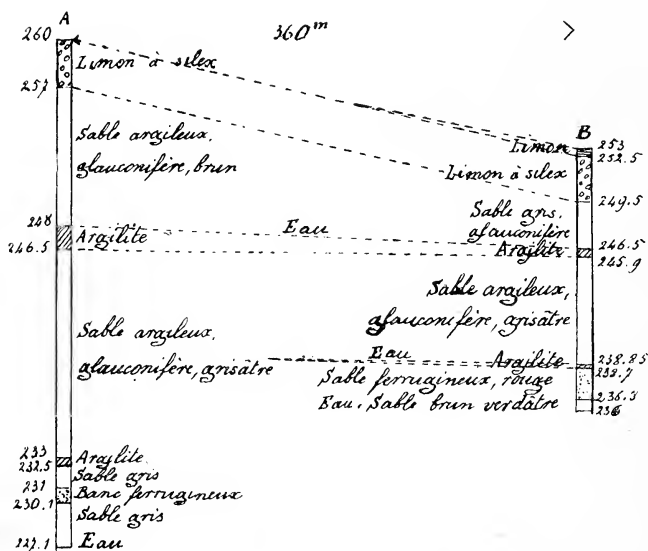 A
260
360 m
Limon à silex
257
B
Limon
253
252.5
Limon à silex
249.5
Sable argileux,
glauconifère, brun
248
Eau
Argilite
246.5
Sable gris,
glauconifère
246.5
Argilite
245.9
Sable argileux,
glauconifère, grisâtre
Sable argileux,
glauconifère, grisâtre
Eau
Argilite
238.85
238.7
Sable ferrugineux, rouge
236.3
Eau. Sable brun verdâtre
236
233
Argilite
232.5
Sable gris
231
Banc ferrugineux
230.1
Sable gris
227.1
Eau